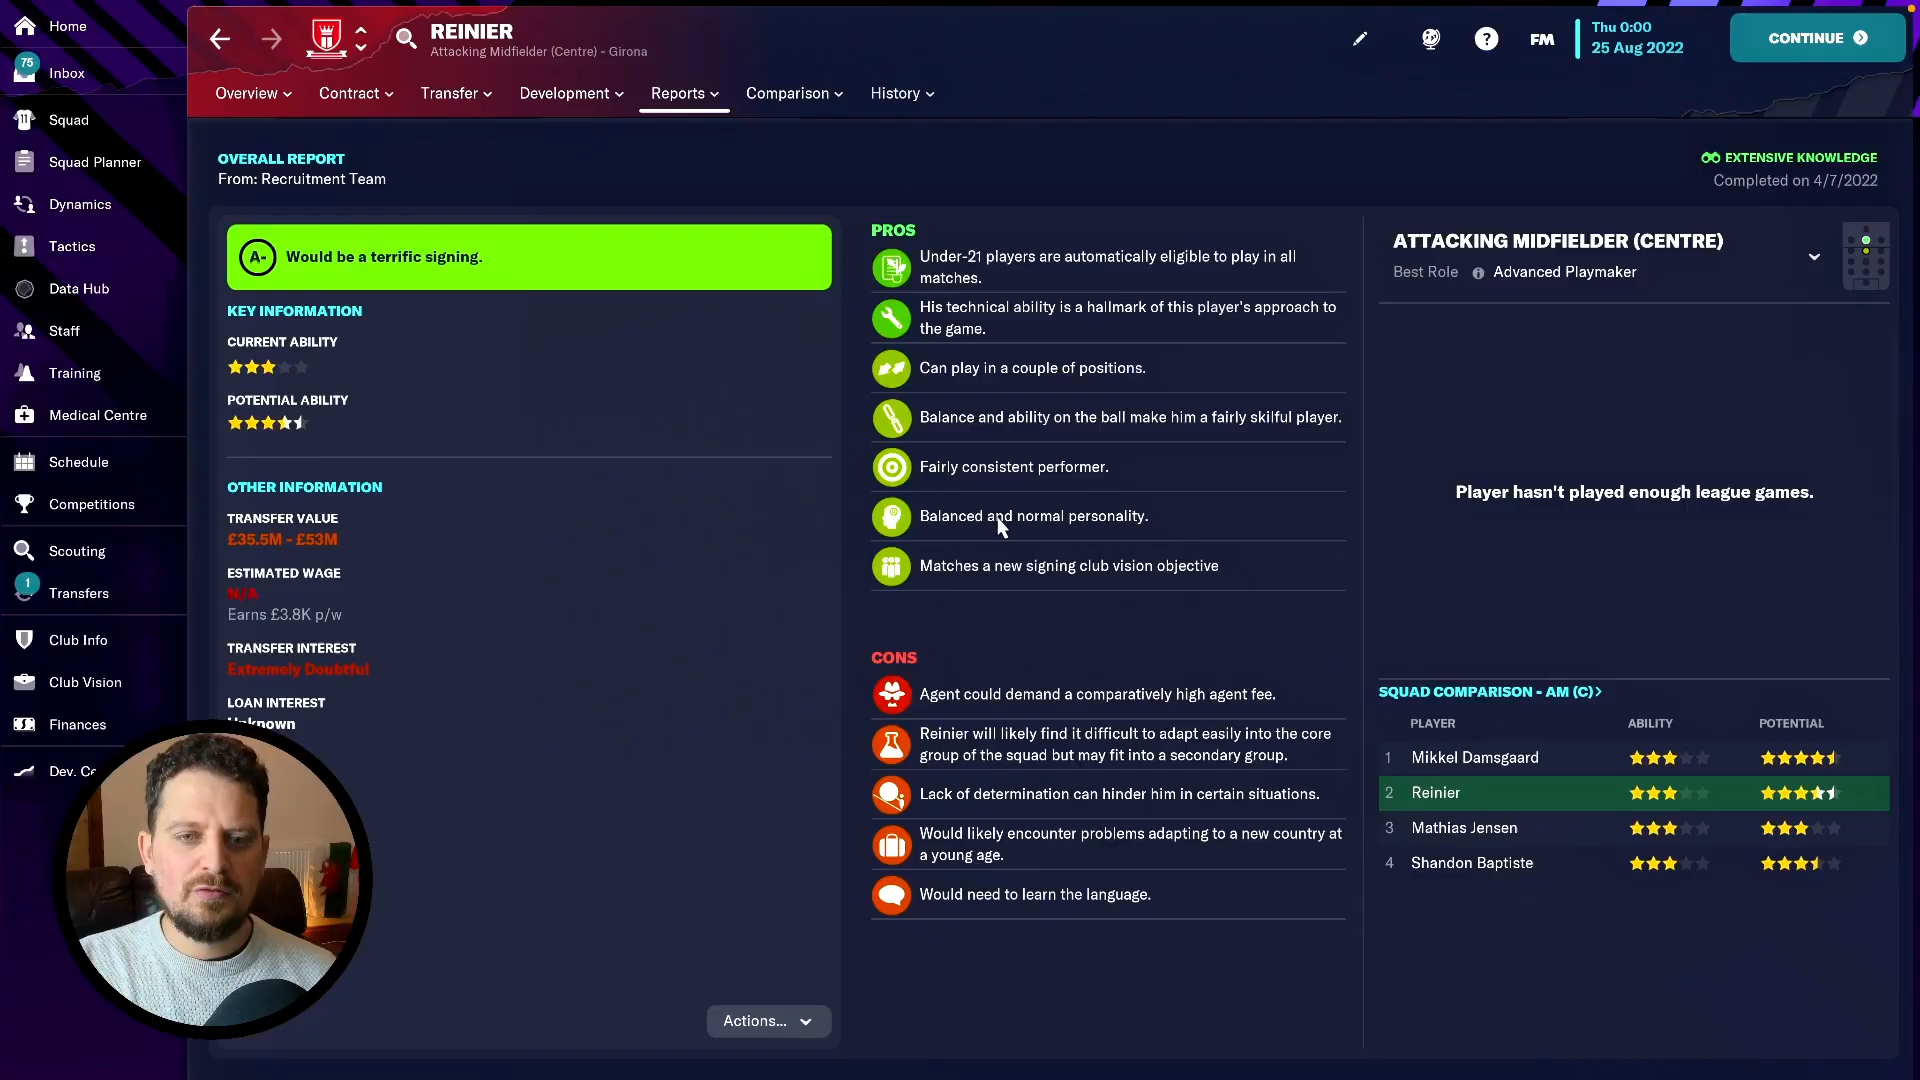 Home
75
Inbox
11
Squad
Squad Planner
Dynamics
Tactics
Data Hub
Staff
Training
Medical Centre
Schedule
Competitions
Scouting
1
Transfers
Club Info
Club Vision
Finances
Dev. Ce
REINIER
Attacking Midfielder (Centre) - Girona
?
FM
Thu 0:00
25 Aug 2022
CONTINUE
Overview
Contract
Transfer
Development
Reports
Comparison
History
OVERALL REPORT
From: Recruitment Team
EXTENSIVE KNOWLEDGE
Completed on 4/7/2022
A- Would be a terrific signing.
KEY INFORMATION
CURRENT ABILITY
POTENTIAL ABILITY
OTHER INFORMATION
TRANSFER VALUE
£35.5M - £53M
ESTIMATED WAGE
N/A
Earns £3.8K p/w
TRANSFER INTEREST
Extremely Doubtful
LOAN INTEREST
Unknown
Actions...
PROS
Under-21 players are automatically eligible to play in all
matches.
His technical ability is a hallmark of this player's approach to
the game.
Can play in a couple of positions.
Balance and ability on the ball make him a fairly skilful player.
Fairly consistent performer.
Balanced and normal personality.
Matches a new signing club vision objective
CONS
Agent could demand a comparatively high agent fee.
Reinier will likely find it difficult to adapt easily into the core
group of the squad but may fit into a secondary group.
Lack of determination can hinder him in certain situations.
Would likely encounter problems adapting to a new country at
a young age.
Would need to learn the language.
ATTACKING MIDFIELDER (CENTRE)
Best Role Advanced Playmaker
Player hasn't played enough league games.
SQUAD COMPARISON - AM (C)>
PLAYER ABILITY POTENTIAL
1 Mikkel Damsgaard
2 Reinier
3 Mathias Jensen
4 Shandon Baptiste